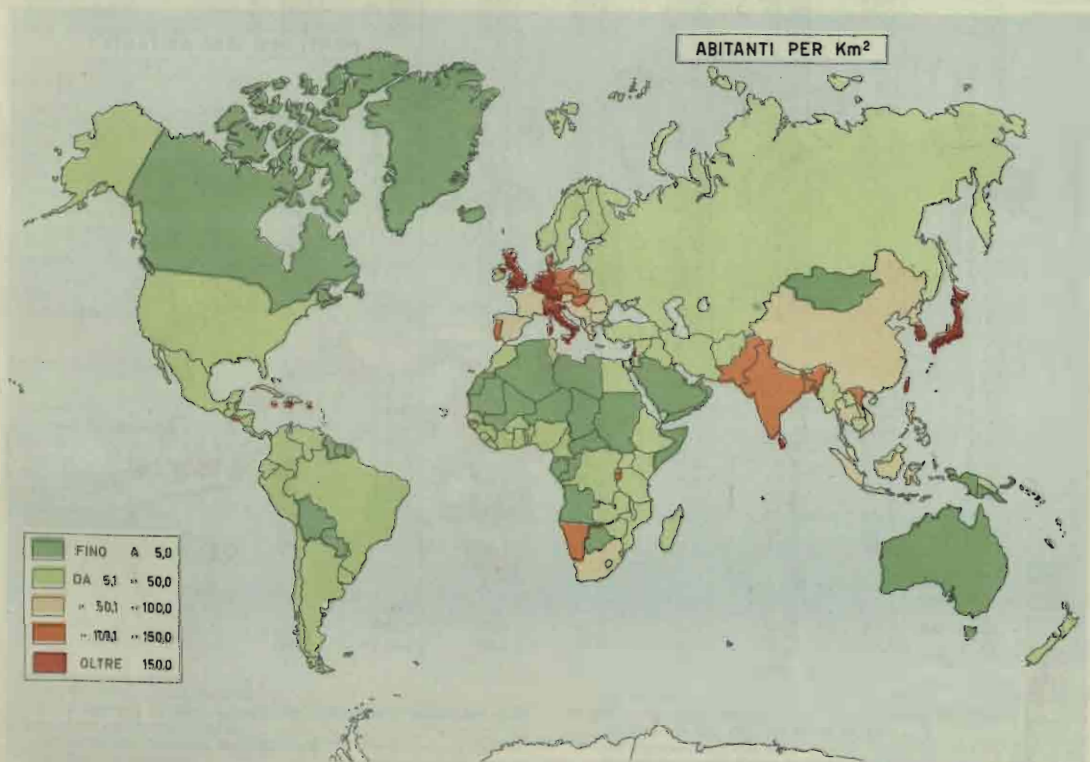 ABITANTI PER Km²
FINO A 5,0
DA 5,1 " 50,0
" 50,1 " 100,0
" 100,1 " 150,0
OLTRE 150,0